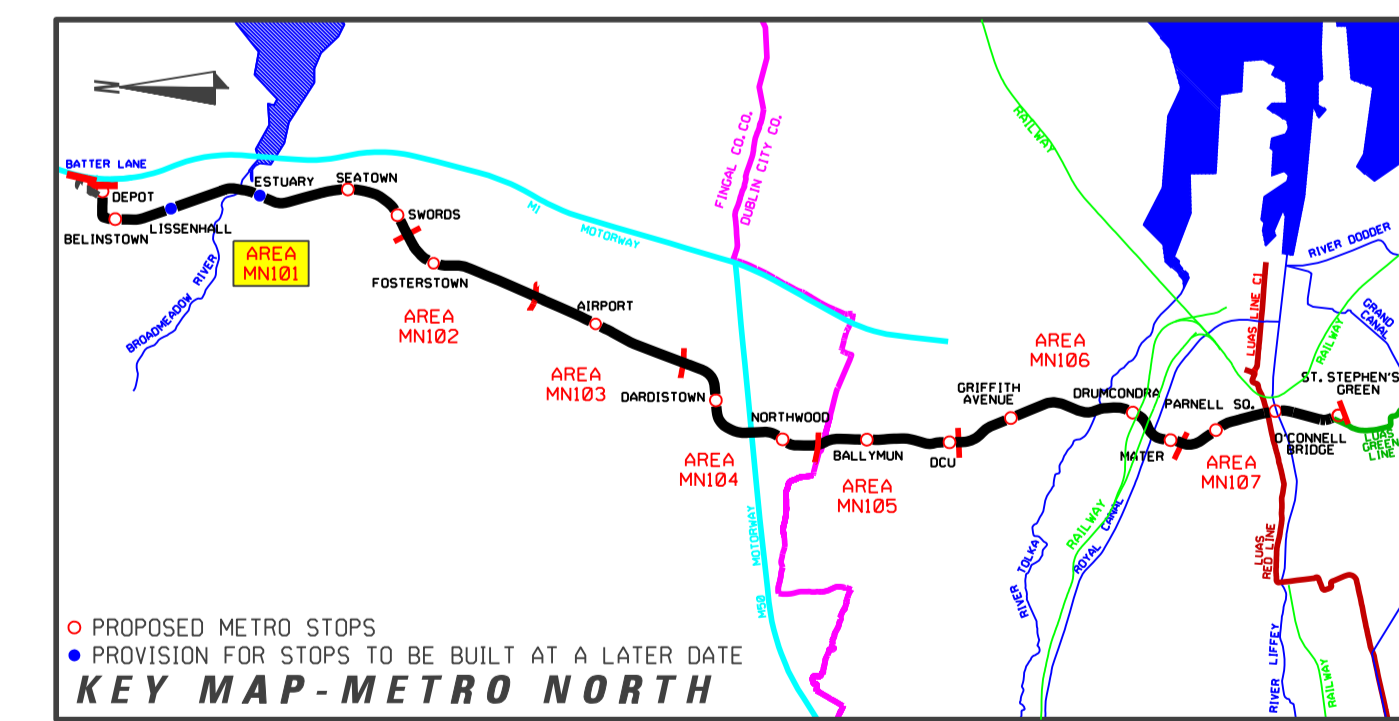 N
BATTER LANE
DEPOT
BELINSTOWN
LISSENHALL
ESTUARY
SEATOWN
SWORDS
AREA
MN101
BROADMEADOW RIVER
FOSTERSTOWN
AREA
MN102
M1
MOTORWAY
AIRPORT
AREA
MN103
DARDISTOWN
FINGAL CO.CO.
DUBLIN CITY CO.
NORTHWOOD
AREA
MN104
MOTORWAY
M50
BALLYMUN
AREA
MN105
DCU
GRIFFITH
AVENUE
AREA
MN106
DRUMCONDRA
MATER
PARNELL SQ.
AREA
MN107
RAILWAY
RAILWAY
ROYAL CANAL
RIVER TOLKA
LUAS LINE C1
RIVER DODDER
GRAND
CANAL
RAILWAY
ST. STEPHEN'S
GREEN
O'CONNELL
BRIDGE
LUAS
GREEN
LINE
LUAS
RED LINE
RIVER LIFFEY
RAILWAY
PROPOSED METRO STOPS
PROVISION FOR STOPS TO BE BUILT AT A LATER DATE
KEY MAP-METRO NORTH